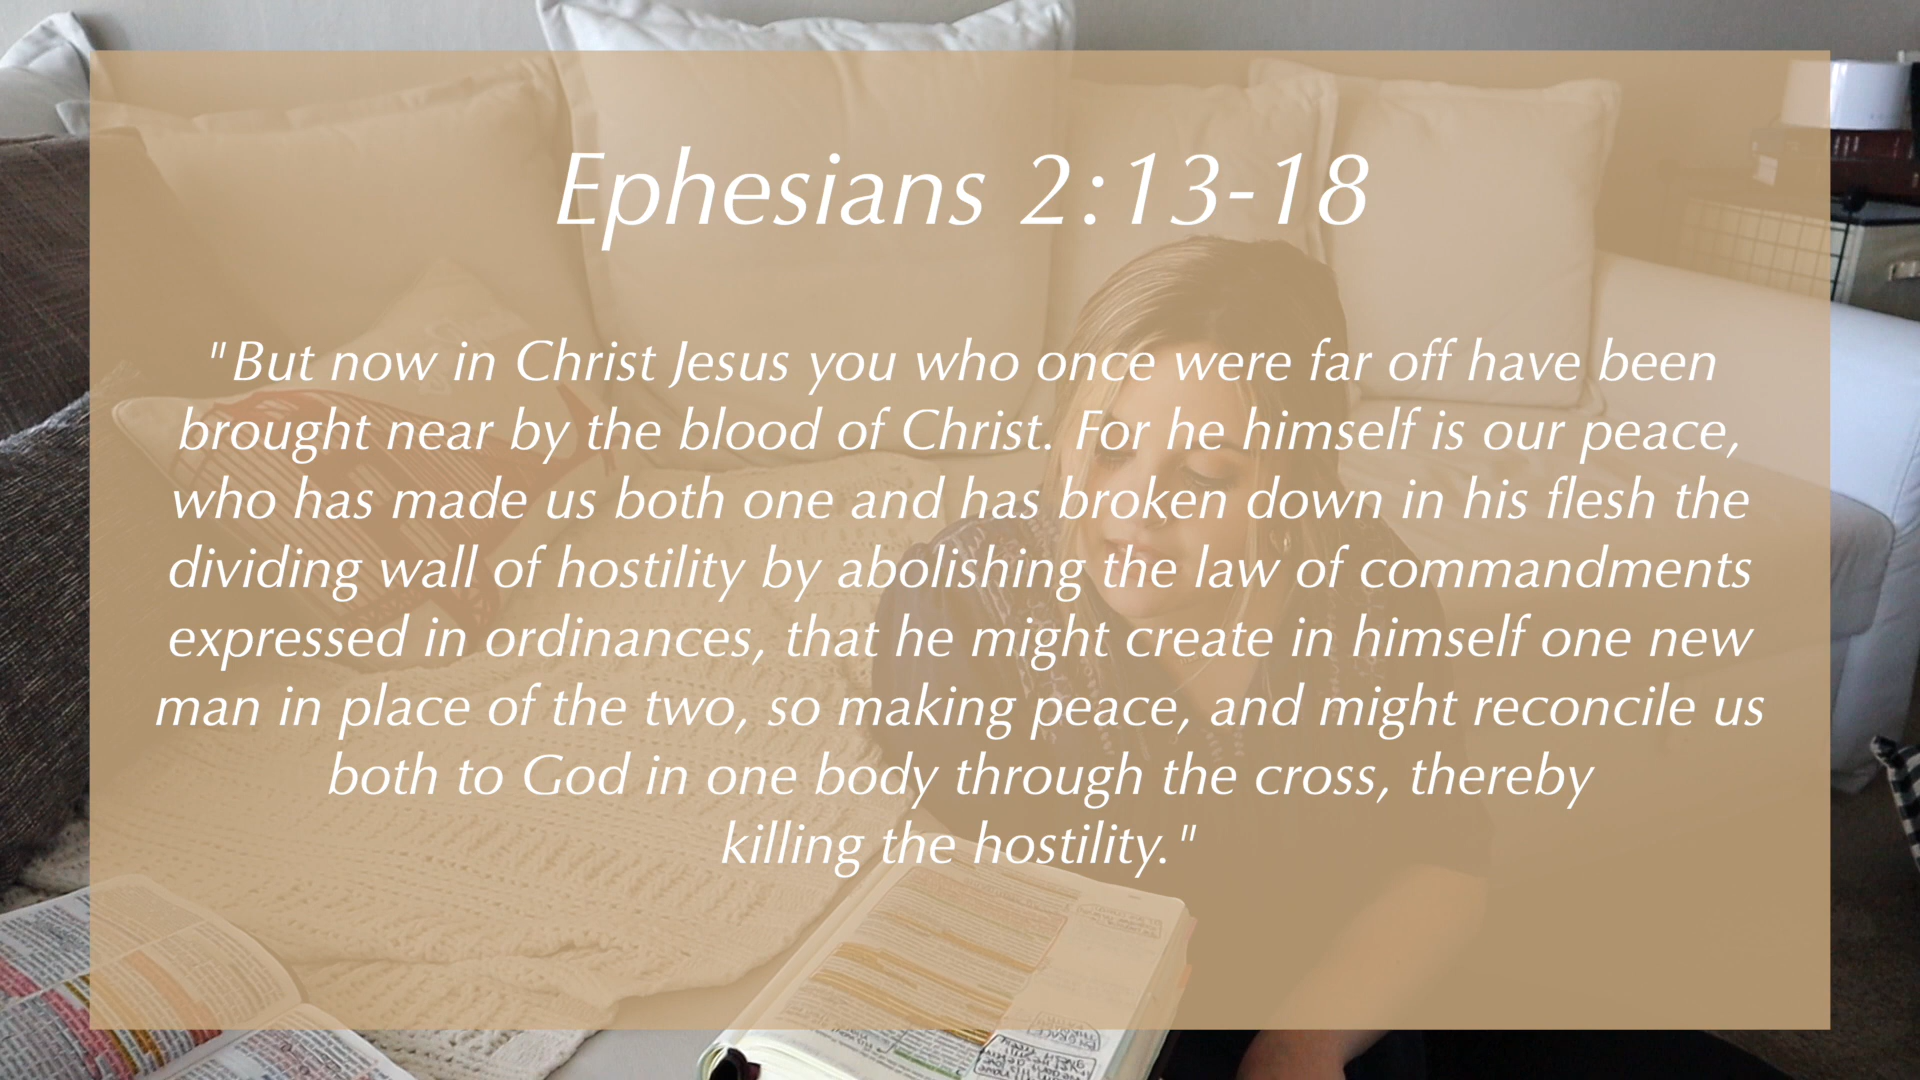 Ephesians 2:13-18
"But now in Christ Jesus you who once were far off have been
brought near by the blood of Christ. For he himself is our peace,
who has made us both one and has broken down in his flesh the
dividing wall of hostility by abolishing the law of commandments
expressed in ordinances, that he might create in himself one new
man in place of the two, so making peace, and might reconcile us
both to God in one body through the cross, thereby
killing the hostility."